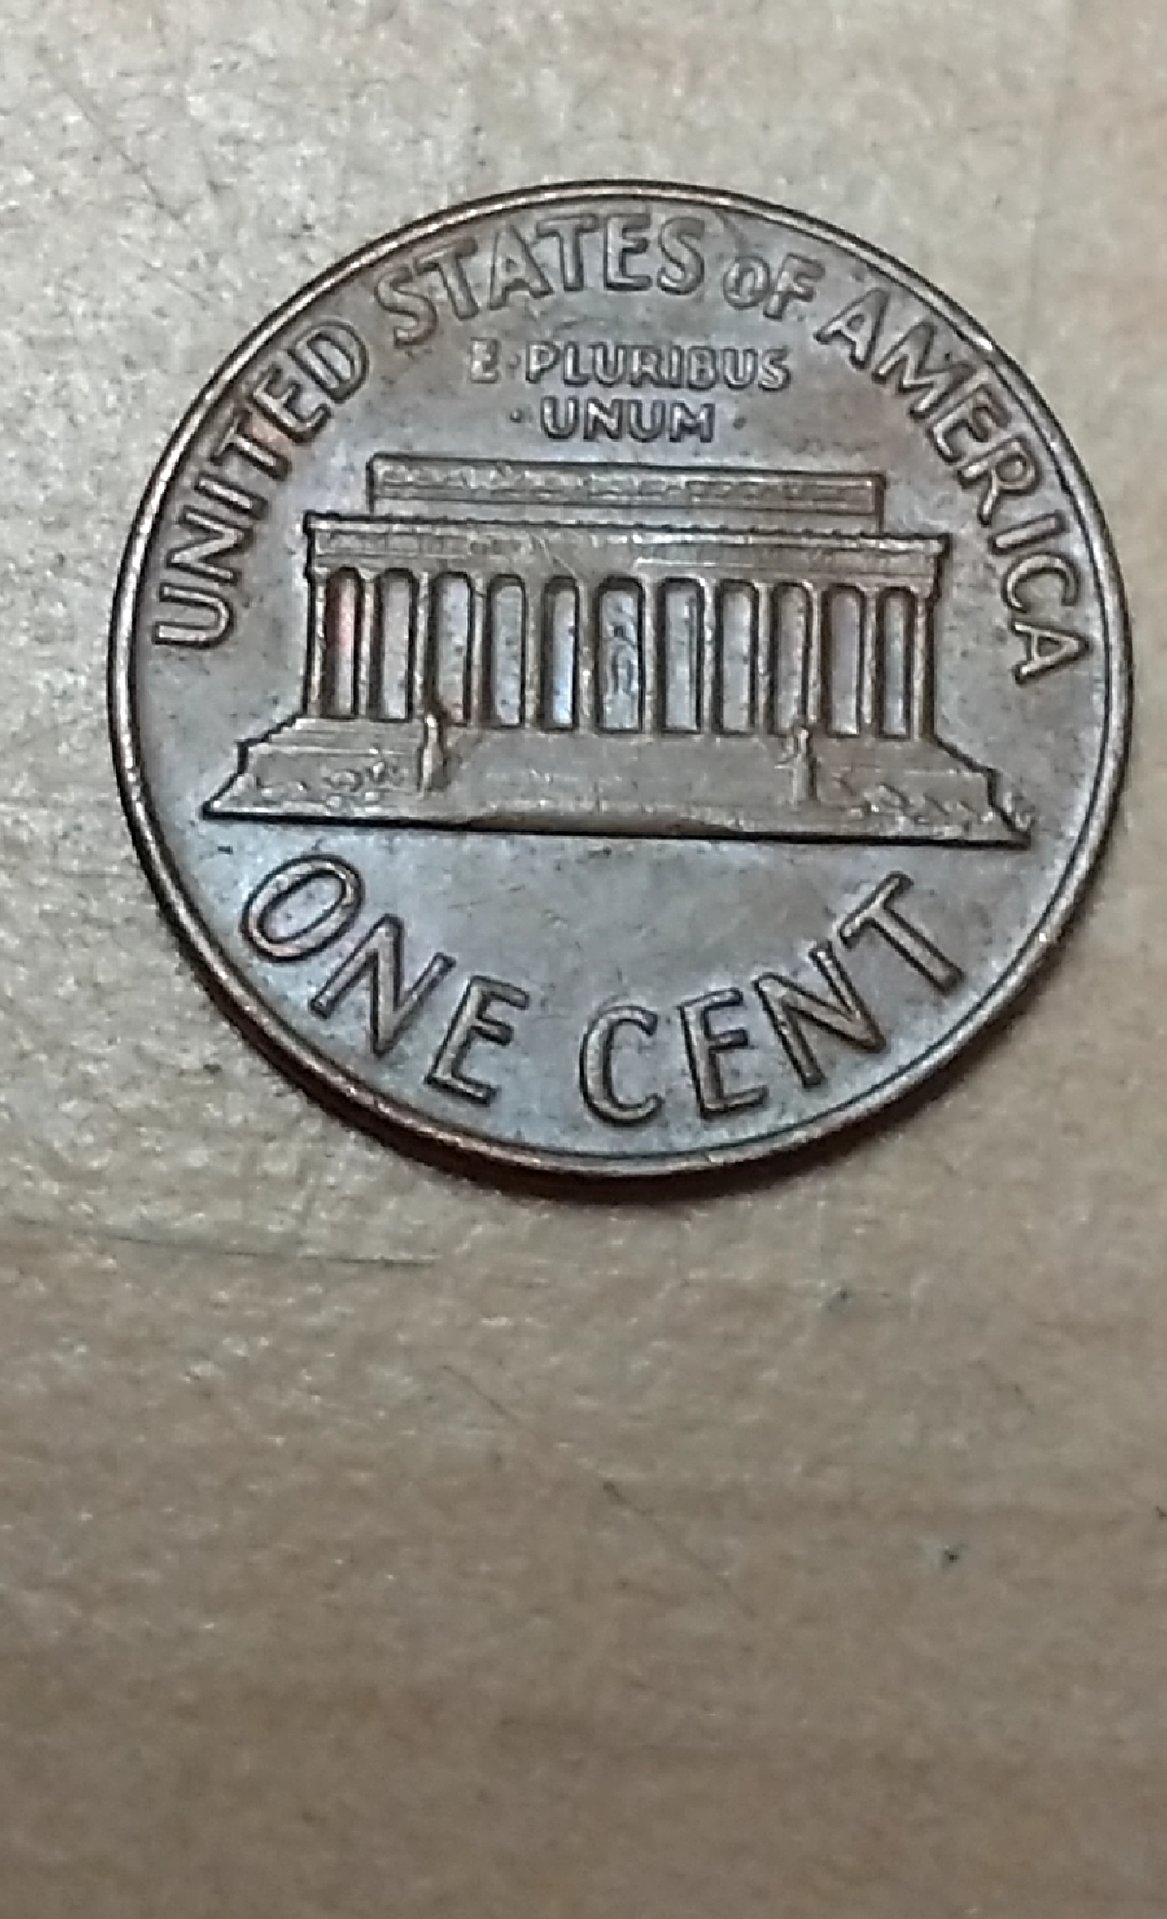 UNITED STATES OF AMERICA
E·PLURIBUS
·UNUM·
ONE CENT